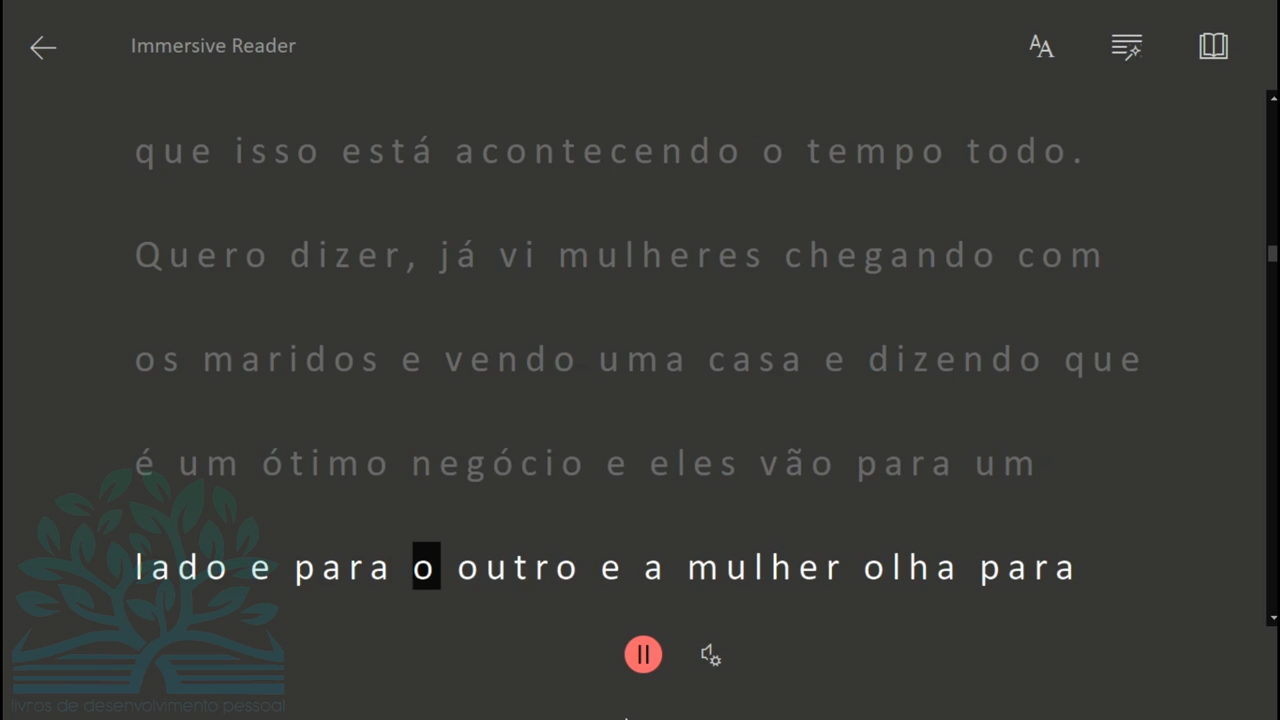 Immersive Reader
que isso está acontecendo o tempo todo.
Quero dizer, já vi mulheres chegando com
os maridos e vendo uma casa e dizendo que
é um ótimo negócio e eles vão para um
lado e para o outro e a mulher olha para
livros de desenvolvimento pessoal